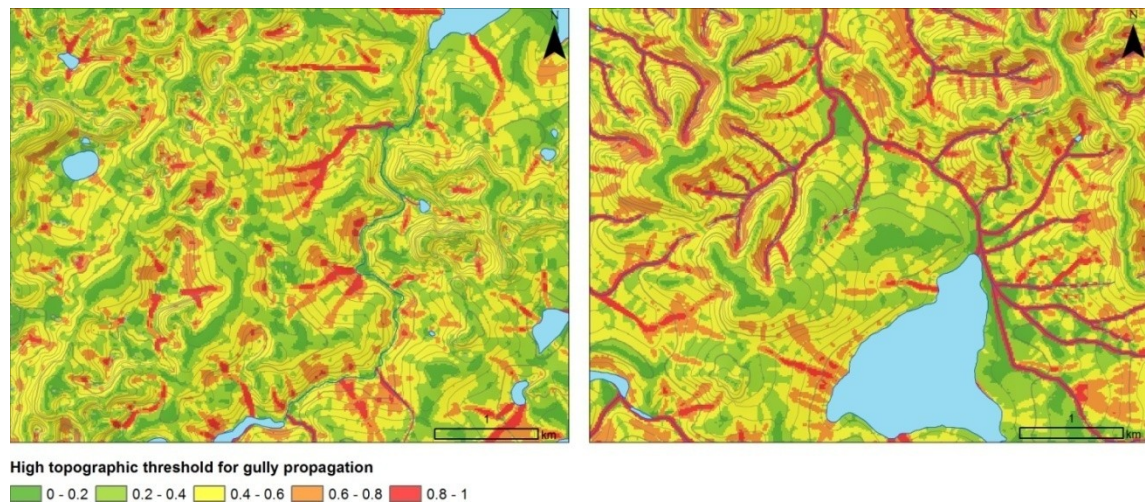 N
N
1
km
1
km
High topographic threshold for gully propagation
0 - 0.2 0.2 - 0.4 0.4 - 0.6 0.6 - 0.8 0.8 - 1